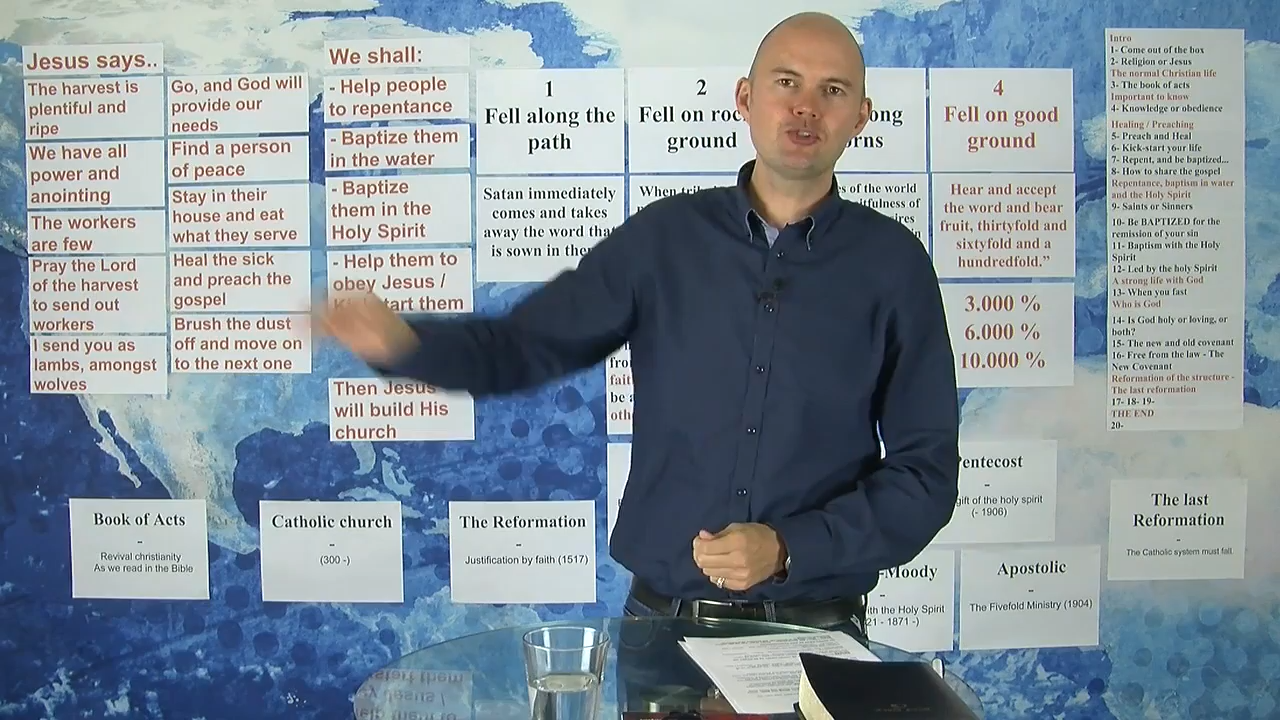 Jesus says..
The harvest is
plentiful and
ripe
We have all
power and
anointing
The workers
are few
Pray the Lord
of the harvest
to send out
workers
I send you as
lambs, amongst
wolves
Go, and God will
provide our
needs
Find a person
of peace
Stay in their
house and eat
what they serve
Heal the sick
and preach the
gospel
Brush the dust
off and move on
to the next one
We shall:
- Help people
to repentance
- Baptize them
in the water
- Baptize
them in the
Holy Spirit
- Help them to
obey Jesus /
start them
Then Jesus
will build His
church
1
Fell along the
path
Satan immediately
comes and takes
away the word that
is sown in them
2
Fell on
ground
When
of the world
4
Fell on good
ground
Hear and accept
the word and bear
fruit, thirtyfold and
sixtyfold and a
hundredfold.”
3.000 %
6.000 %
10.000 %
Intro
1- Come out of the box
2- Religion or Jesus
The normal Christian life
3- The book of acts
Important to know
4- Knowledge or obedience
Healing / Preaching
5- Preach and Heal
6- Kick-start your life
7- Repent, and be baptized...
8- How to share the gospel
Repentance, baptism in water
and the Holy Spirit
9- Saints or Sinners
10- Be BAPTIZED for the
remission of your sin
11- Baptism with the Holy
Spirit
12- Led by the holy Spirit
A strong life with God
13- When you fast
Who is God
14- Is God holy or loving, or
both?
15- The new and old covenant
16- Free from the law - The
New Covenant
Reformation of the structure -
The last reformation
17- 18- 19-
THE END
20-
Book of Acts
-
Revival christianity
As we read in the Bible
Catholic church
-
(300 -)
The Reformation
-
Justification by faith (1517)
Pentecost
-
gift of the holy spirit
(- 1906)
-Moody
-
the Holy Spirit
21 - 1871 -)
Apostolic
-
The Fivefold Ministry (1904)
The last
Reformation
-
The Catholic system must fall